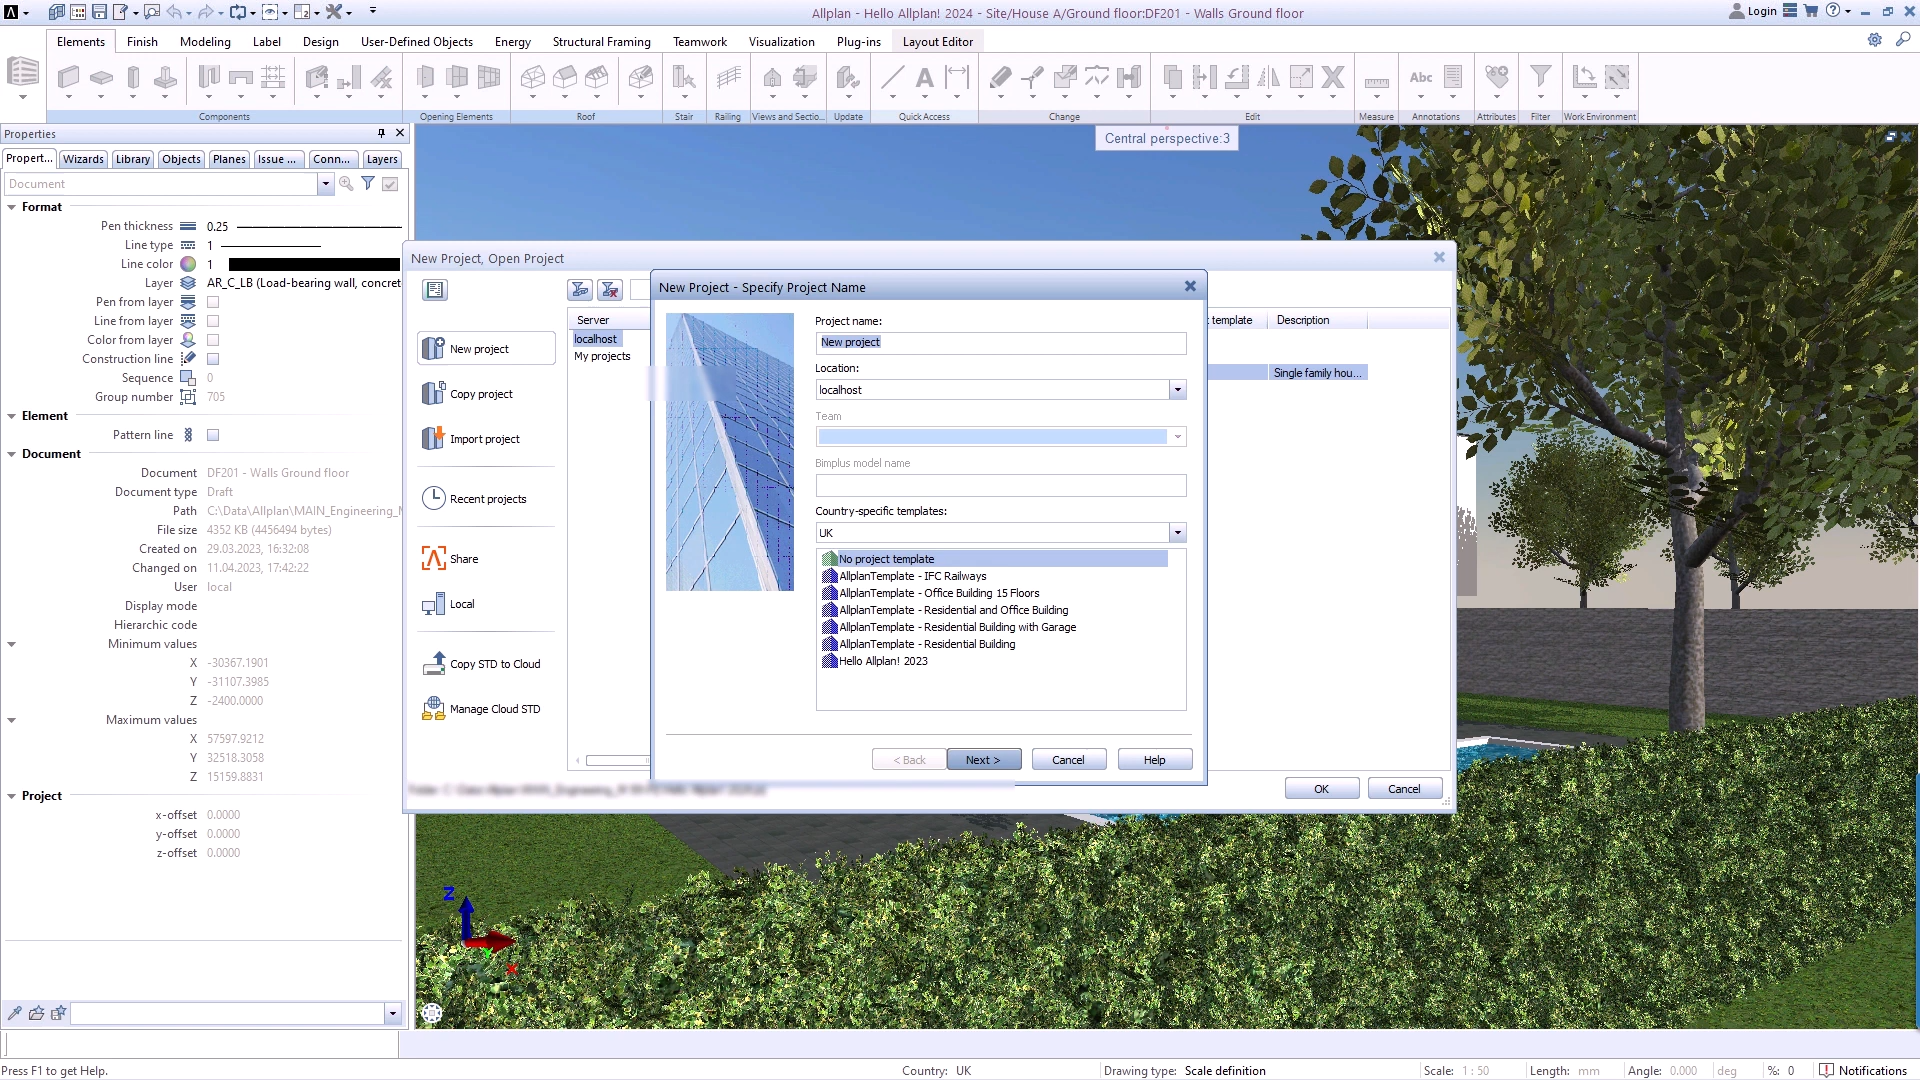 Allplan - Hello Allplan! 2024 - Site/House A/Ground floor:DF201 - Walls Ground floor
Login
Elements Finish Modeling Label Design User-Defined Objects Energy Structural Framing Teamwork Visualization Plug-ins Layout Editor
Abc
Components Opening Elements Roof Stair Railing Views and Sectio... Update Quick Access Change Edit Measure Annotations Attributes Filter Work Environment
Properties
Central perspective:3
Propert... Wizards Library Objects Planes Issue ... Conn... Layers
Document
Format
Pen thickness 0.25
Line type 1
Line color 1
Layer AR_C_LB (Load-bearing wall, concret
Pen from layer
Line from layer
Color from layer
Construction line
Sequence 0
Group number 705
Element
Pattern line
Document
Document DF201 - Walls Ground floor
Document type Draft
Path C:\Data\Allplan\MAIN_Engineering_
File size 4352 KB (4456494 bytes)
Created on 29.03.2023, 16:32:08
Changed on 11.04.2023, 17:42:22
User local
Display mode
Hierarchic code
Minimum values
X -30367.1901
Y -31107.3985
Z -2400.0000
Maximum values
X 57597.9212
Y 32518.3058
Z 15159.8831
Project
x-offset 0.0000
y-offset 0.0000
z-offset 0.0000
New Project, Open Project
New project
Copy project
Import project
Recent projects
Share
Local
Copy STD to Cloud
Manage Cloud STD
Server
localhost
My projects
template Description
Single family hou...
OK Cancel
New Project - Specify Project Name
Project name:
New project
Location:
localhost
Team
Bimplus model name
Country-specific templates:
UK
No project template
AllplanTemplate - IFC Railways
AllplanTemplate - Office Building 15 Floors
AllplanTemplate - Residential and Office Building
AllplanTemplate - Residential Building with Garage
AllplanTemplate - Residential Building
Hello Allplan! 2023
< Back Next > Cancel Help
Z
X
Press F1 to get Help.
Country: UK Drawing type: Scale definition Scale: 1 : 50 Length: mm Angle: 0.000 deg %: 0 Notifications